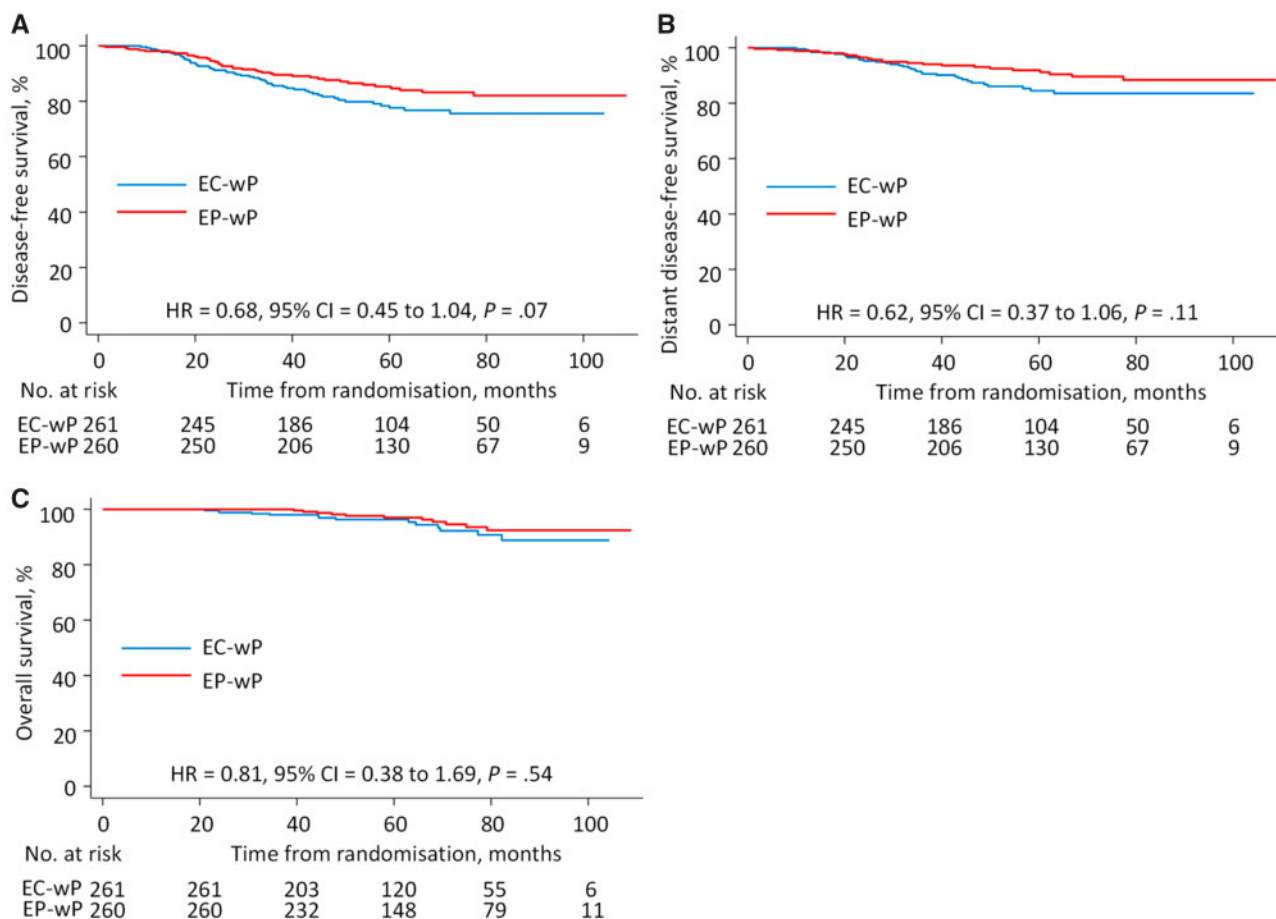 A
Disease-free survival, %
100
80
60
40
20
0
EC-wP
EP-wP
HR = 0.68, 95% CI = 0.45 to 1.04, P = .07
0 20 40 60 80 100
No. at risk Time from randomisation, months
EC-wP 261 245 186 104 50 6
EP-wP 260 250 206 130 67 9
B
Distant disease-free survival, %
100
80
60
40
20
0
EC-wP
EP-wP
HR = 0.62, 95% CI = 0.37 to 1.06, P = .11
0 20 40 60 80 100
No. at risk Time from randomisation, months
EC-wP 261 245 186 104 50 6
EP-wP 260 250 206 130 67 9
C
Overall survival, %
100
80
60
40
20
0
EC-wP
EP-wP
HR = 0.81, 95% CI = 0.38 to 1.69, P = .54
0 20 40 60 80 100
No. at risk Time from randomisation, months
EC-wP 261 261 203 120 55 6
EP-wP 260 260 232 148 79 11